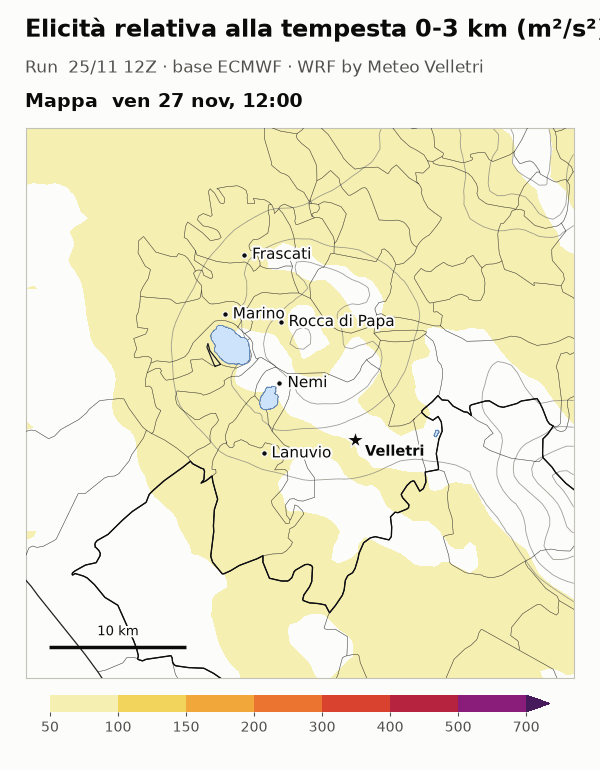 Elicità relativa alla tempesta 0-3 km (m²/s²)
Run 25/11 12Z · base ECMWF · WRF by Meteo Velletri
Mappa ven 27 nov, 12:00
Frascati
Marino
Rocca di Papa
Nemi
Velletri
Lanuvio
10 km
50 100 150 200 300 400 500 700